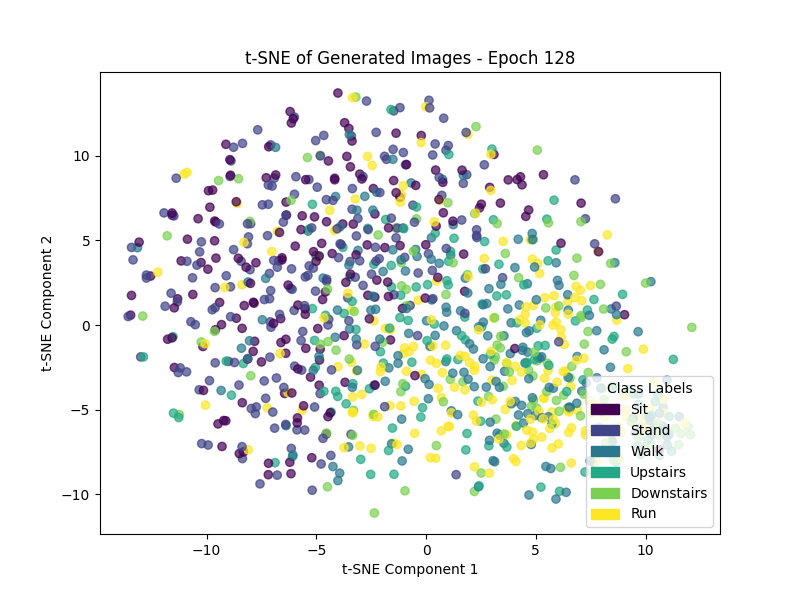 t-SNE of Generated Images - Epoch 128
t-SNE Component 2
10
5
0
−5
−10
Class Labels
Sit
Stand
Walk
Upstairs
Downstairs
Run
−10
−5
0
5
10
t-SNE Component 1